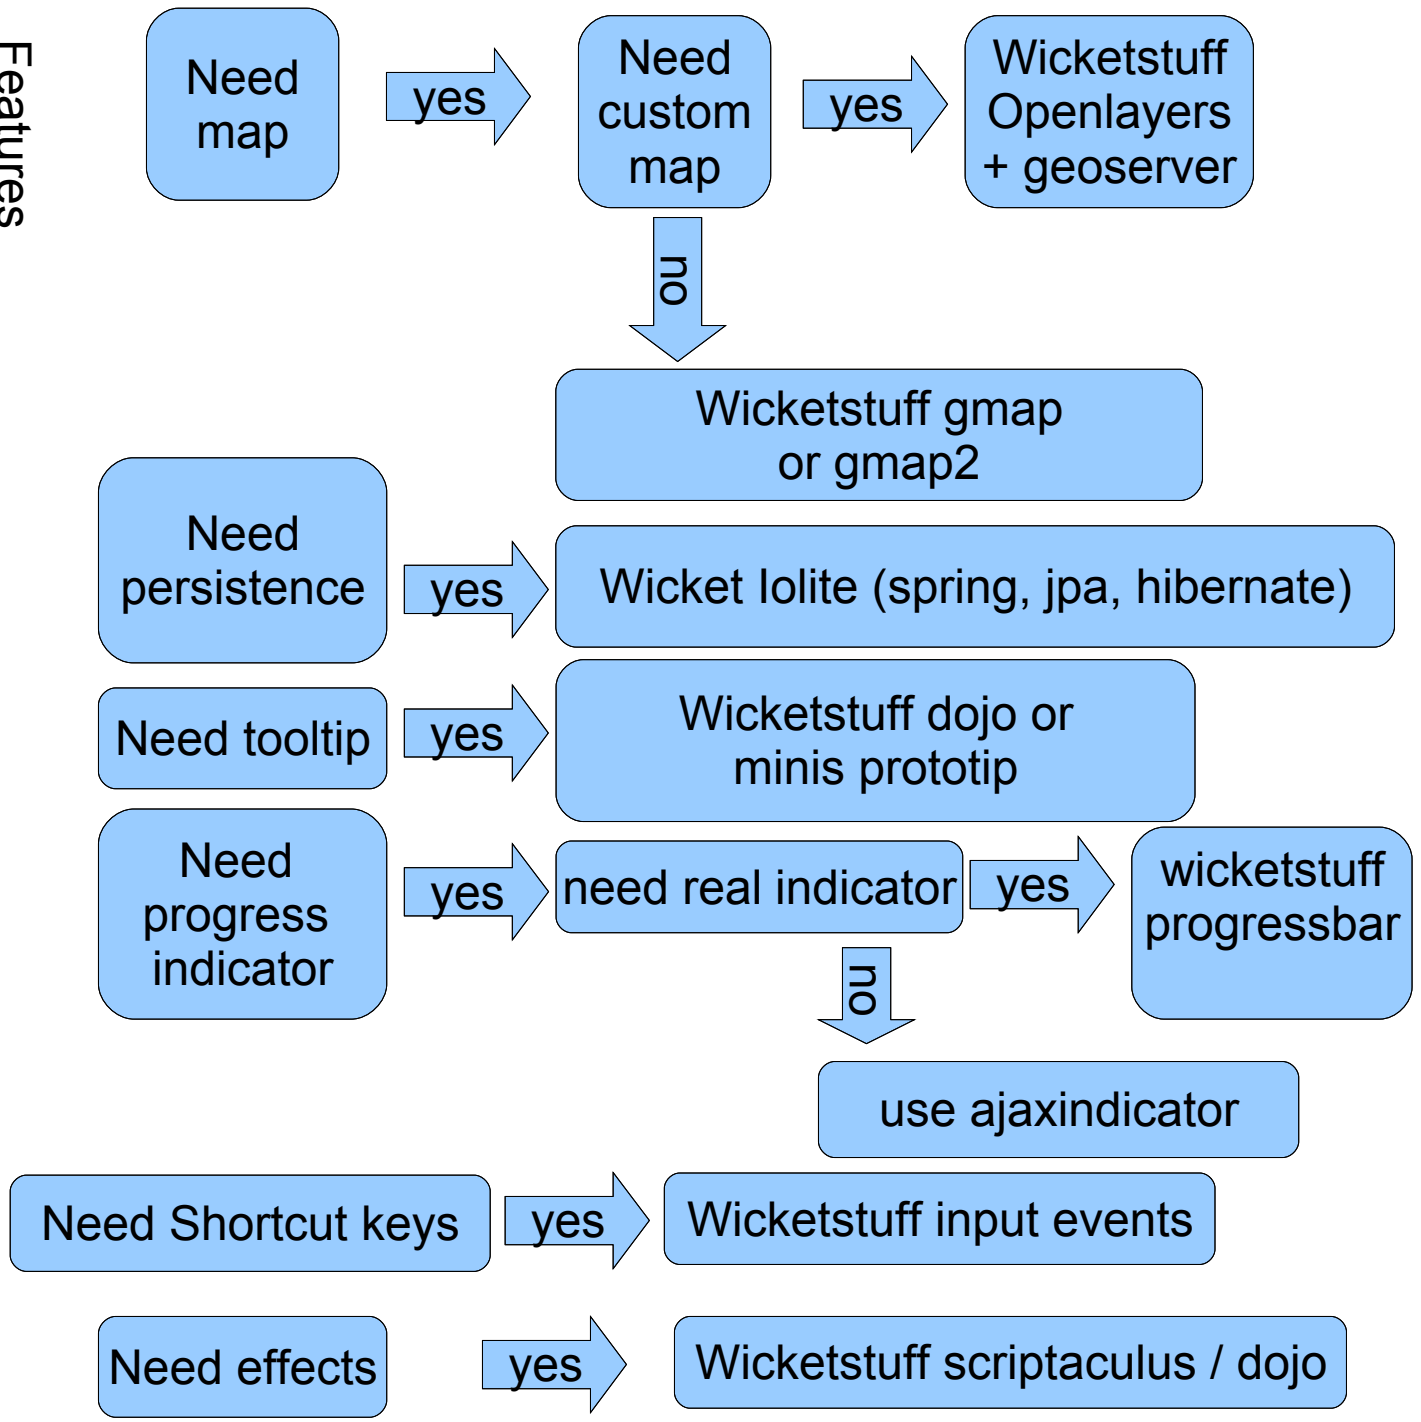 Features
Need
map
yes
Need
custom
map
yes
Wicketstuff
Openlayers
+ geoserver
no
Wicketstuff gmap
or gmap2
Need
persistence
yes
Wicket Iolite (spring, jpa, hibernate)
Need tooltip
yes
Wicketstuff dojo or
minis prototip
Need
progress
indicator
yes
need real indicator
yes
wicketstuff
progressbar
no
use ajaxindicator
Need Shortcut keys
yes
Wicketstuff input events
Need effects
yes
Wicketstuff scriptaculus / dojo